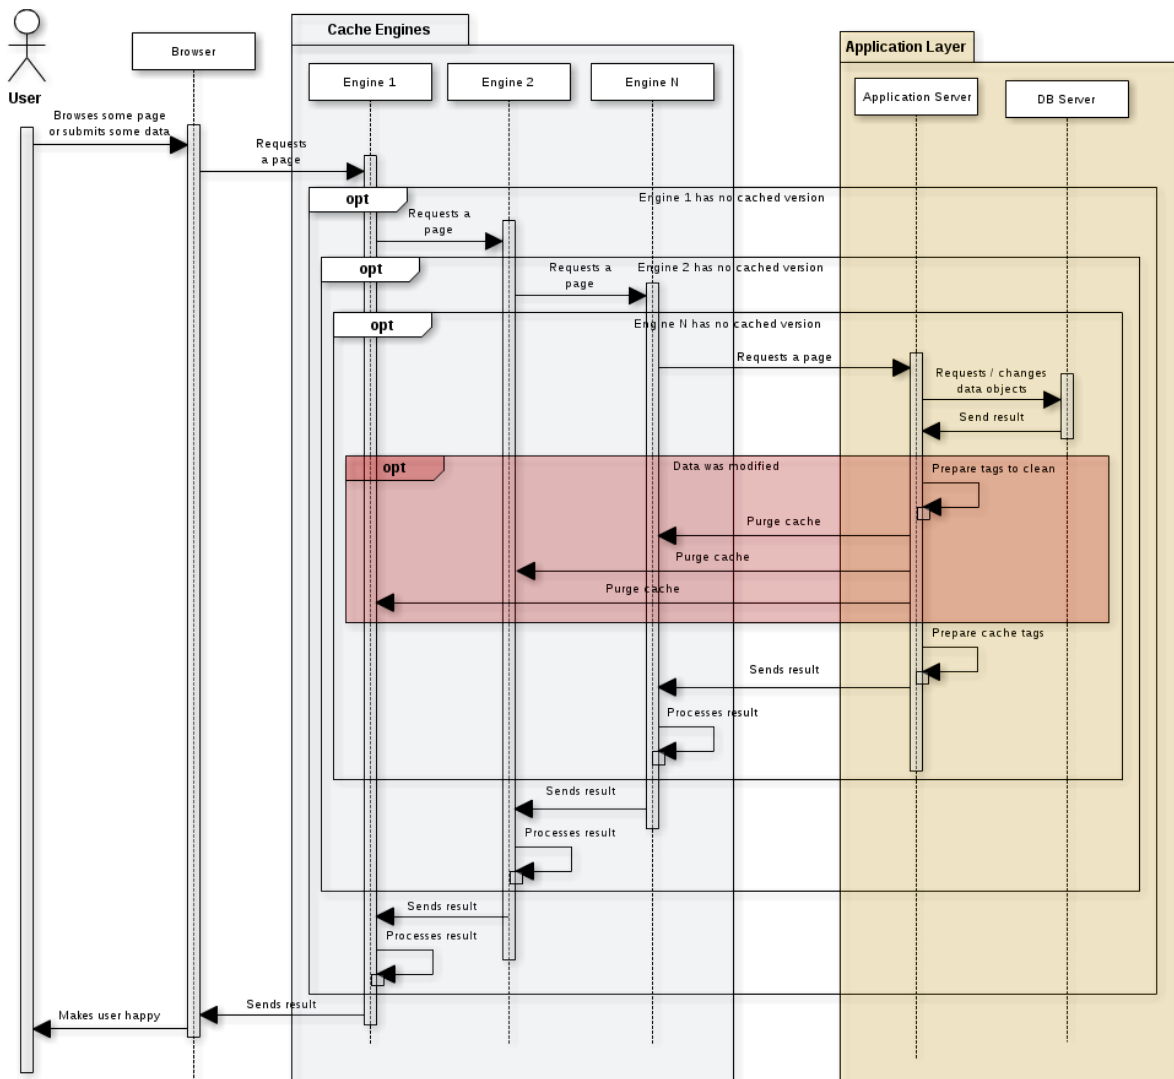 Cache Engines
Application Layer
Browser
Engine 1
Engine 2
Engine N
Application Server
DB Server
User
Browses some page
or submits some data
Requests
a page
opt
Engine 1 has no cached version
Requests a
page
opt
Engine 2 has no cached version
Requests a
page
opt
Engine N has no cached version
Requests a page
Requests / changes
data objects
Send result
opt
Data was modified
Prepare tags to clean
Purge cache
Purge cache
Purge cache
Prepare cache tags
Sends result
Processes result
Sends result
Processes result
Sends result
Processes result
Sends result
Makes user happy